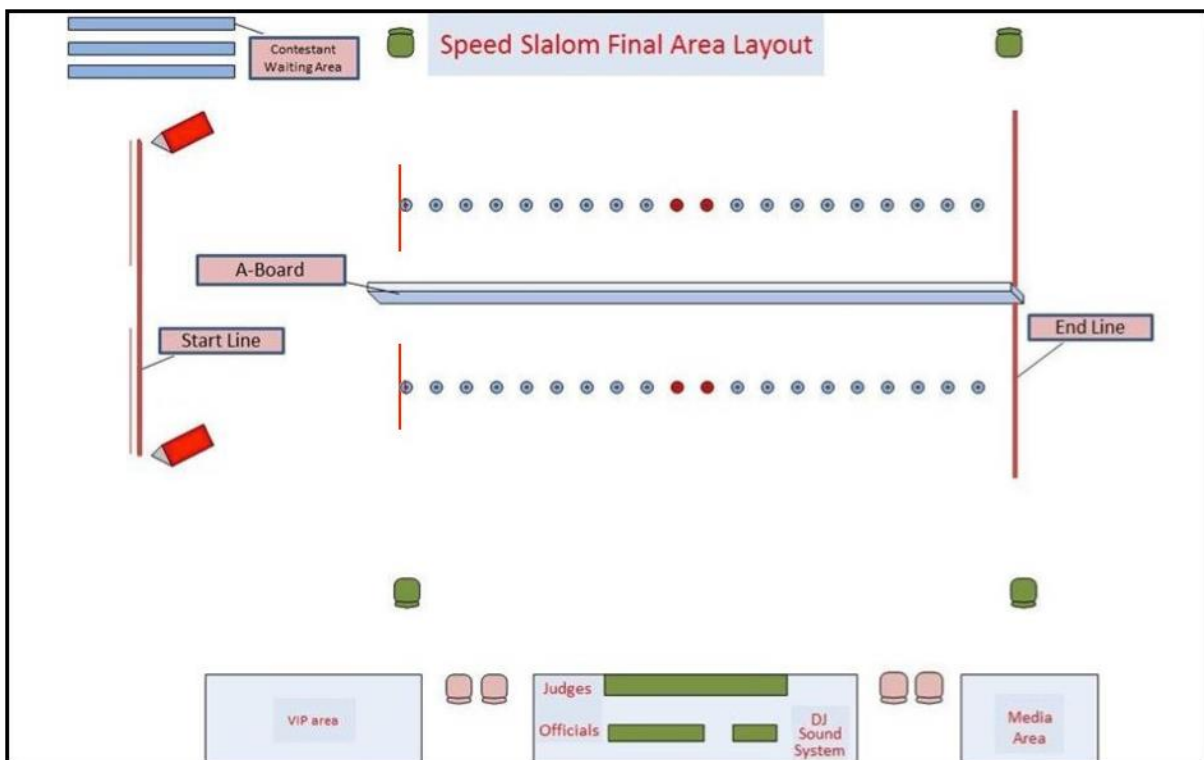 Contestant
Waiting Area
Speed Slalom Final Area Layout
A-Board
Start Line
End Line
Judges
Officials
VIP area
DJ
Sound
System
Media
Area